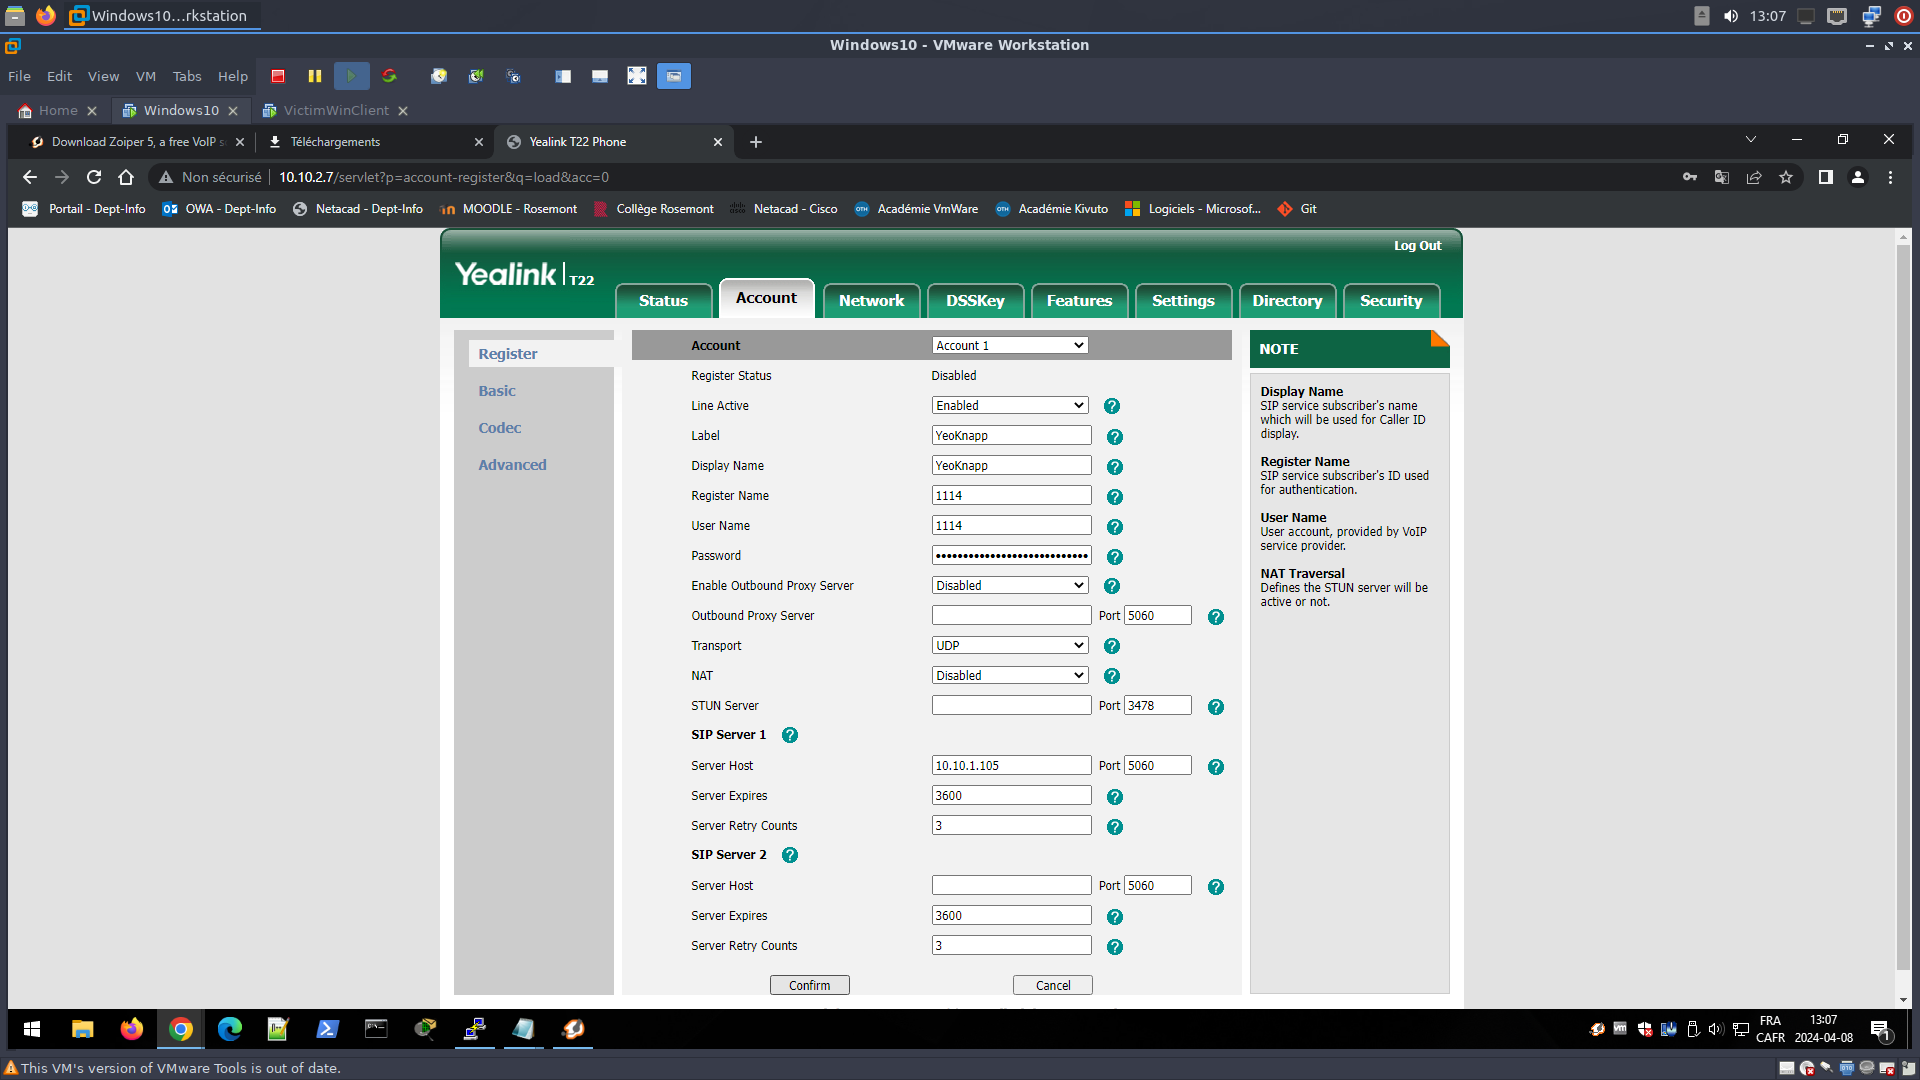 Windows10...rkstation
13:07
Windows10 - VMware Workstation
File Edit View VM Tabs Help
Home Windows10 VictimWinClient
Download Zoiper 5, a free VoIP s Téléchargements Yealink T22 Phone
Non sécurisé 10.10.2.7/servlet?p=account-register&q=load&acc=0
Portail - Dept-Info OWA - Dept-Info Netacad - Dept-Info MOODLE - Rosemont Collège Rosemont Netacad - Cisco Académie VmWare Académie Kivuto Logiciels - Microsof... Git
Log Out
Yealink T22
Status Account Network DSSKey Features Settings Directory Security
Register
Basic
Codec
Advanced
Account Account 1
Register Status Disabled
Line Active Enabled
Label YeoKnapp
Display Name YeoKnapp
Register Name 1114
User Name 1114
Password ••••••••••••••••••••••••••••
Enable Outbound Proxy Server Disabled
Outbound Proxy Server Port 5060
Transport UDP
NAT Disabled
STUN Server Port 3478
SIP Server 1
Server Host 10.10.1.105 Port 5060
Server Expires 3600
Server Retry Counts 3
SIP Server 2
Server Host Port 5060
Server Expires 3600
Server Retry Counts 3
Confirm Cancel
NOTE
Display Name
SIP service subscriber's name
which will be used for Caller ID
display.
Register Name
SIP service subscriber's ID used
for authentication.
User Name
User account, provided by VoIP
service provider.
NAT Traversal
Defines the STUN server will be
active or not.
FRA
CAFR
13:07
2024-04-08
1
This VM's version of VMware Tools is out of date.